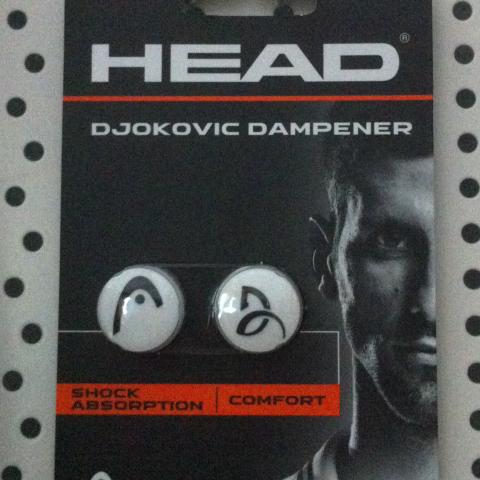 HEAD®
DJOKOVIC DAMPENER
SHOCK
ABSORPTION
COMFORT